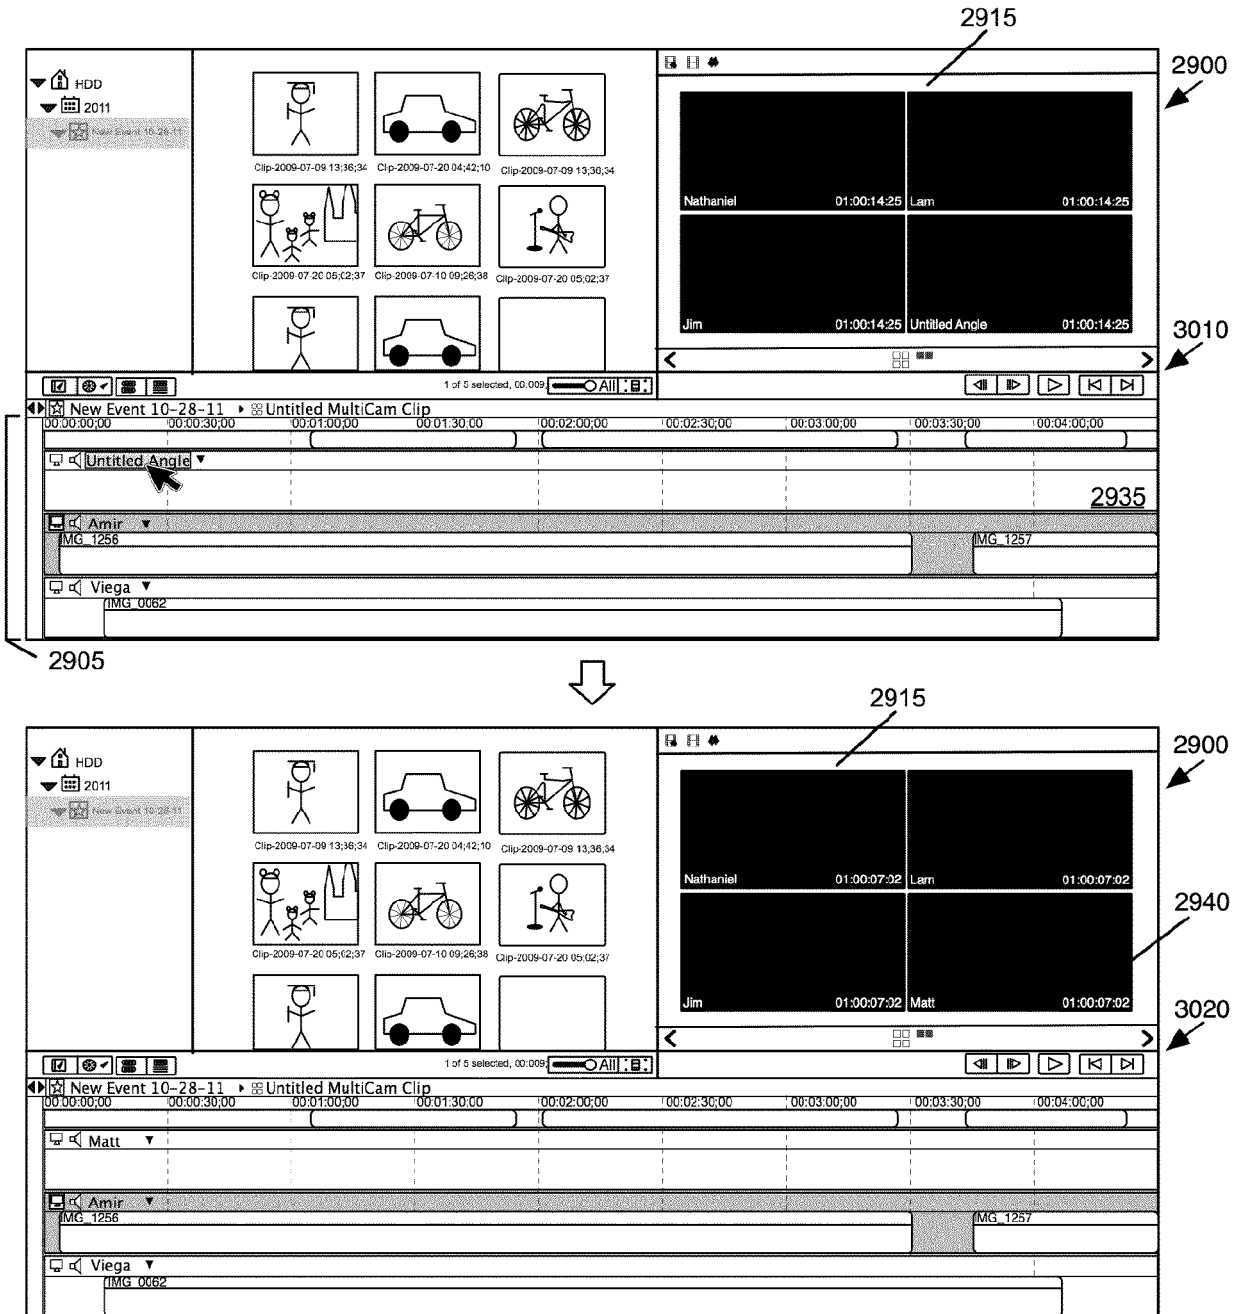 2915
2900
HDD
2011
New Event 10-28-11
Clip-2009-07-09 13;36;34
Clip-2009-07-20 04;42;10
Clip-2009-07-09 13;36;34
Clip-2009-07-20 05;02;37
Clip-2009-07-10 09;26;38
Clip-2009-07-20 05;02;37
Nathaniel 01:00:14:25
Lam 01:00:14:25
Jim 01:00:14:25
Untitled Angle 01:00:14:25
3010
1 of 5 selected, 00:009;
All
New Event 10-28-11 Untitled MultiCam Clip
00:00:00;00 00:00:30;00 00:01:00;00 00:01:30:00 00:02:00;00 00:02:30;00 00:03:00;00 00:03:30;00 00:04:00;00
Untitled Angle
2935
Amir
IMG_1256 IMG_1257
Viega
IMG_0062
2905
2915
2900
HDD
2011
New Event 10-28-11
Clip-2009-07-09 13;36;34
Clip-2009-07-20 04;42;10
Clip-2009-07-09 13;36;34
Clip-2009-07-20 05;02;37
Clip-2009-07-10 09;26;38
Clip-2009-07-20 05;02;37
Nathaniel 01:00:07:02
Lam 01:00:07:02
2940
Jim 01:00:07:02
Matt 01:00:07:02
3020
1 of 5 selected, 00:009;
All
New Event 10-28-11 Untitled MultiCam Clip
00:00:00;00 00:00:30;00 00:01:00;00 00:01:30:00 00:02:00;00 00:02:30;00 00:03:00;00 00:03:30;00 00:04:00;00
Matt
Amir
IMG_1256 IMG_1257
Viega
IMG_0062